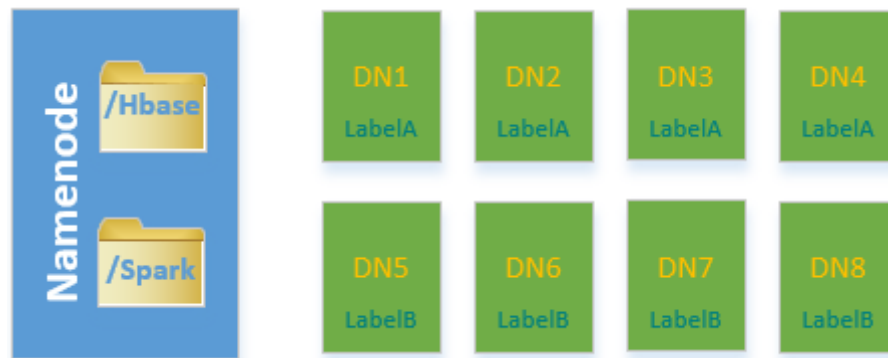 Namenode
/Hbase
/Spark
DN1
LabelA
DN2
LabelA
DN3
LabelA
DN4
LabelA
DN5
LabelB
DN6
LabelB
DN7
LabelB
DN8
LabelB